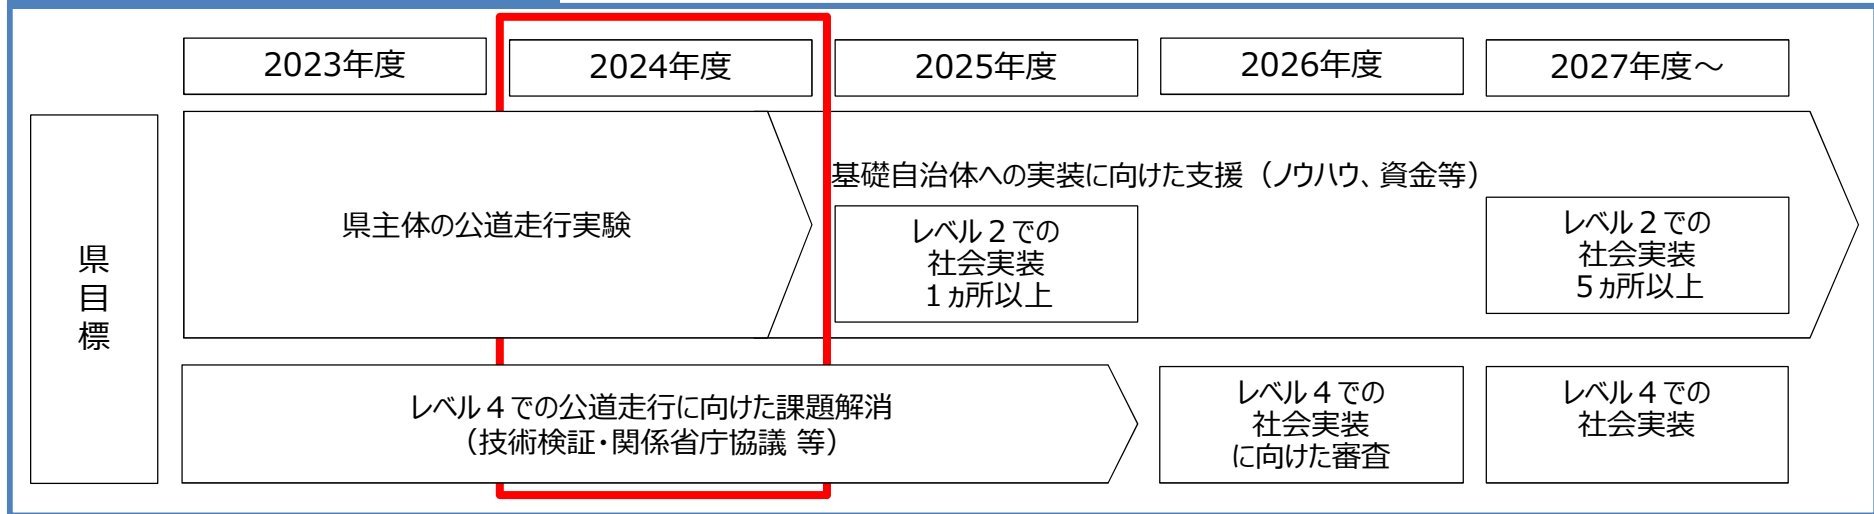 2023年度
2024年度
2025年度
2026年度
2027年度～
県目標
県主体の公道走行実験
基礎自治体への実装に向けた支援（ノウハウ、資金等）
レベル２での
社会実装
１ヵ所以上
レベル２での
社会実装
５ヵ所以上
レベル４での公道走行に向けた課題解消
（技術検証・関係省庁協議 等）
レベル４での
社会実装
に向けた審査
レベル４での
社会実装